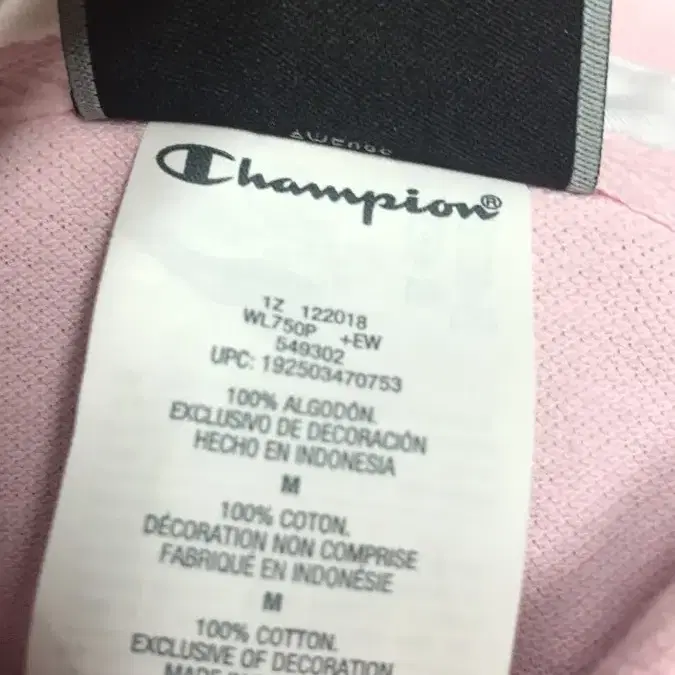 Champion®
1Z 122018
WL750P +EW
549302
UPC: 192503470753
100% ALGODÓN.
EXCLUSIVO DE DECORACIÓN
HECHO EN INDONESIA
M
100% COTON.
DÉCORATION NON COMPRISE
FABRIQUÉ EN INDONÉSIE
M
100% COTTON.
EXCLUSIVE OF DECORATION
MADE